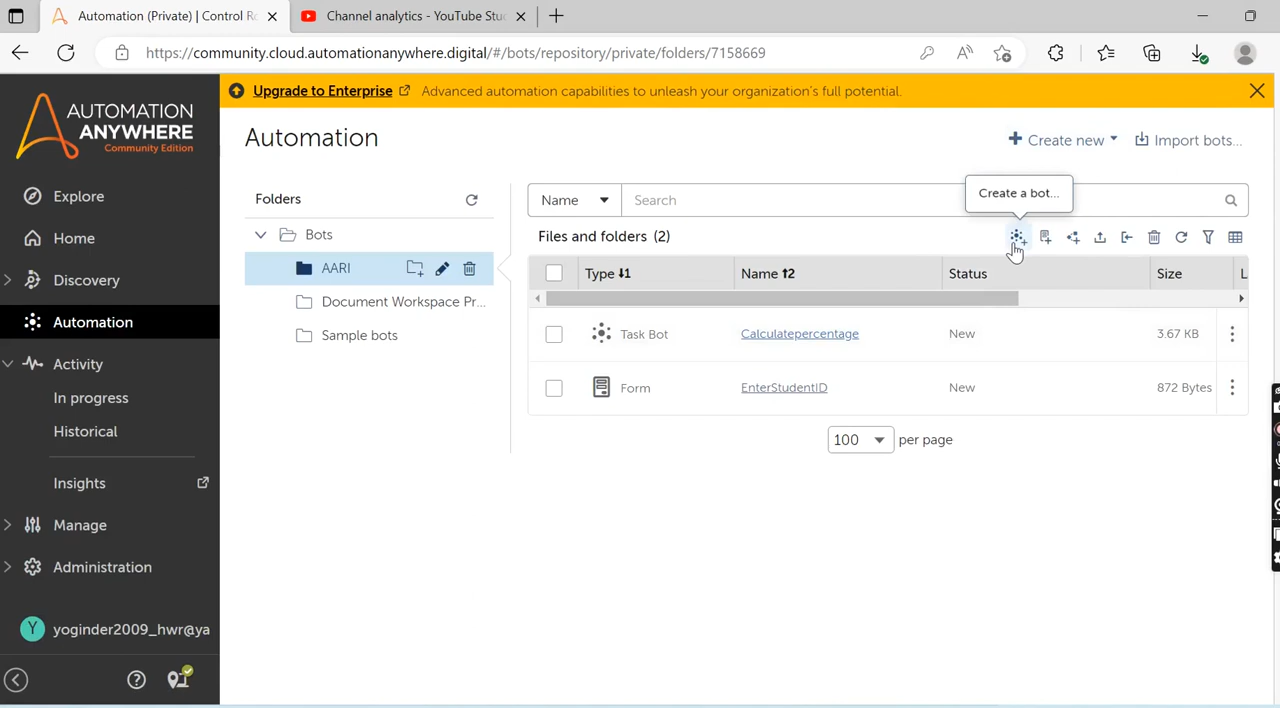 Automation (Private) | Control Ro
Channel analytics - YouTube Stu
https://community.cloud.automationanywhere.digital/#/bots/repository/private/folders/7158669
Upgrade to Enterprise Advanced automation capabilities to unleash your organization's full potential.
AUTOMATION
ANYWHERE
Community Edition
Automation
Create new
Import bots...
Explore
Home
Discovery
Automation
Activity
In progress
Historical
Insights
Manage
Administration
Y yoginder2009_hwr@ya
Folders
Bots
AARI
Document Workspace Pr...
Sample bots
Name
Search
Create a bot...
Files and folders (2)
Type Name Status Size L
Task Bot Calculatepercentage New 3.67 KB
Form EnterStudentID New 872 Bytes
100 per page